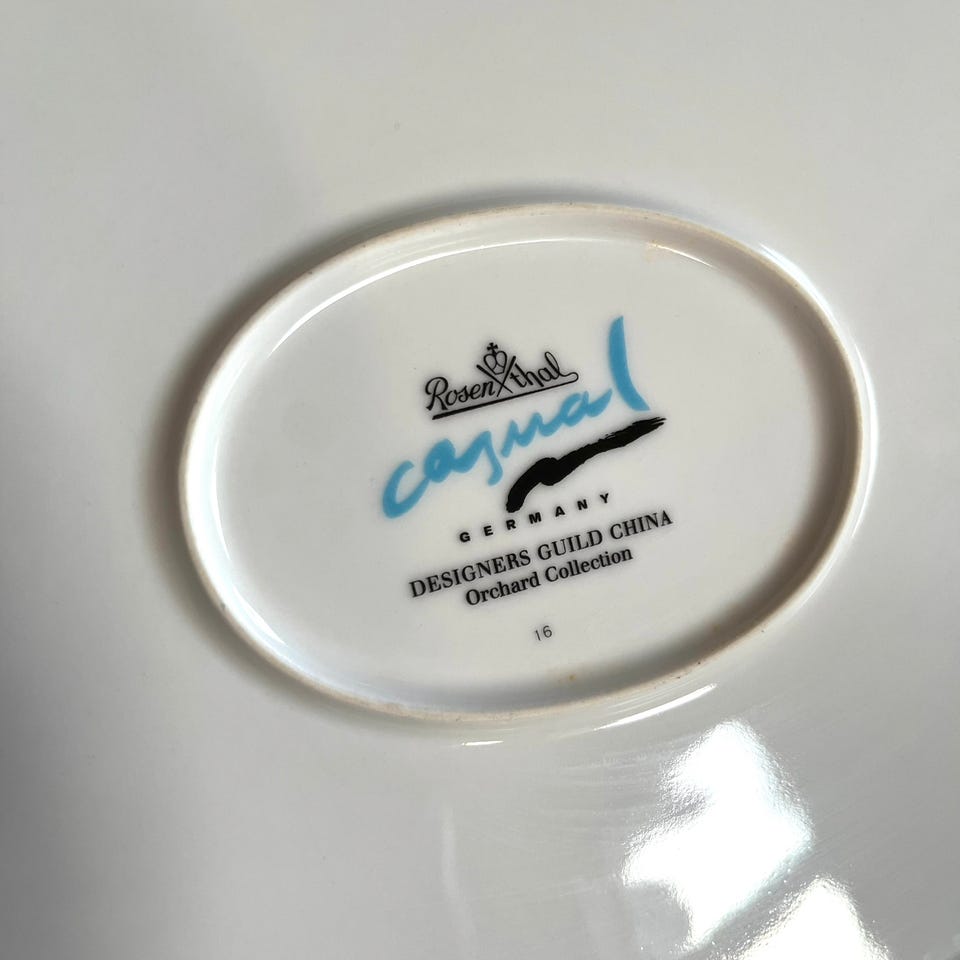 Rosenthal
casual
GERMANY
DESIGNERS GUILD CHINA
Orchard Collection
16